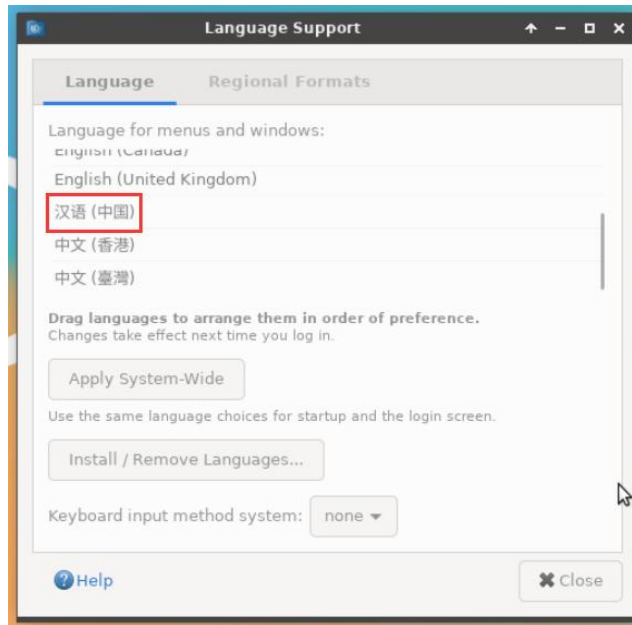 Language Support
Language Regional Formats
Language for menus and windows:
English (Canada)
English (United Kingdom)
汉语 (中国)
中文 (香港)
中文 (臺灣)
Drag languages to arrange them in order of preference.
Changes take effect next time you log in.
Apply System-Wide
Use the same language choices for startup and the login screen.
Install / Remove Languages...
Keyboard input method system: none
Help Close